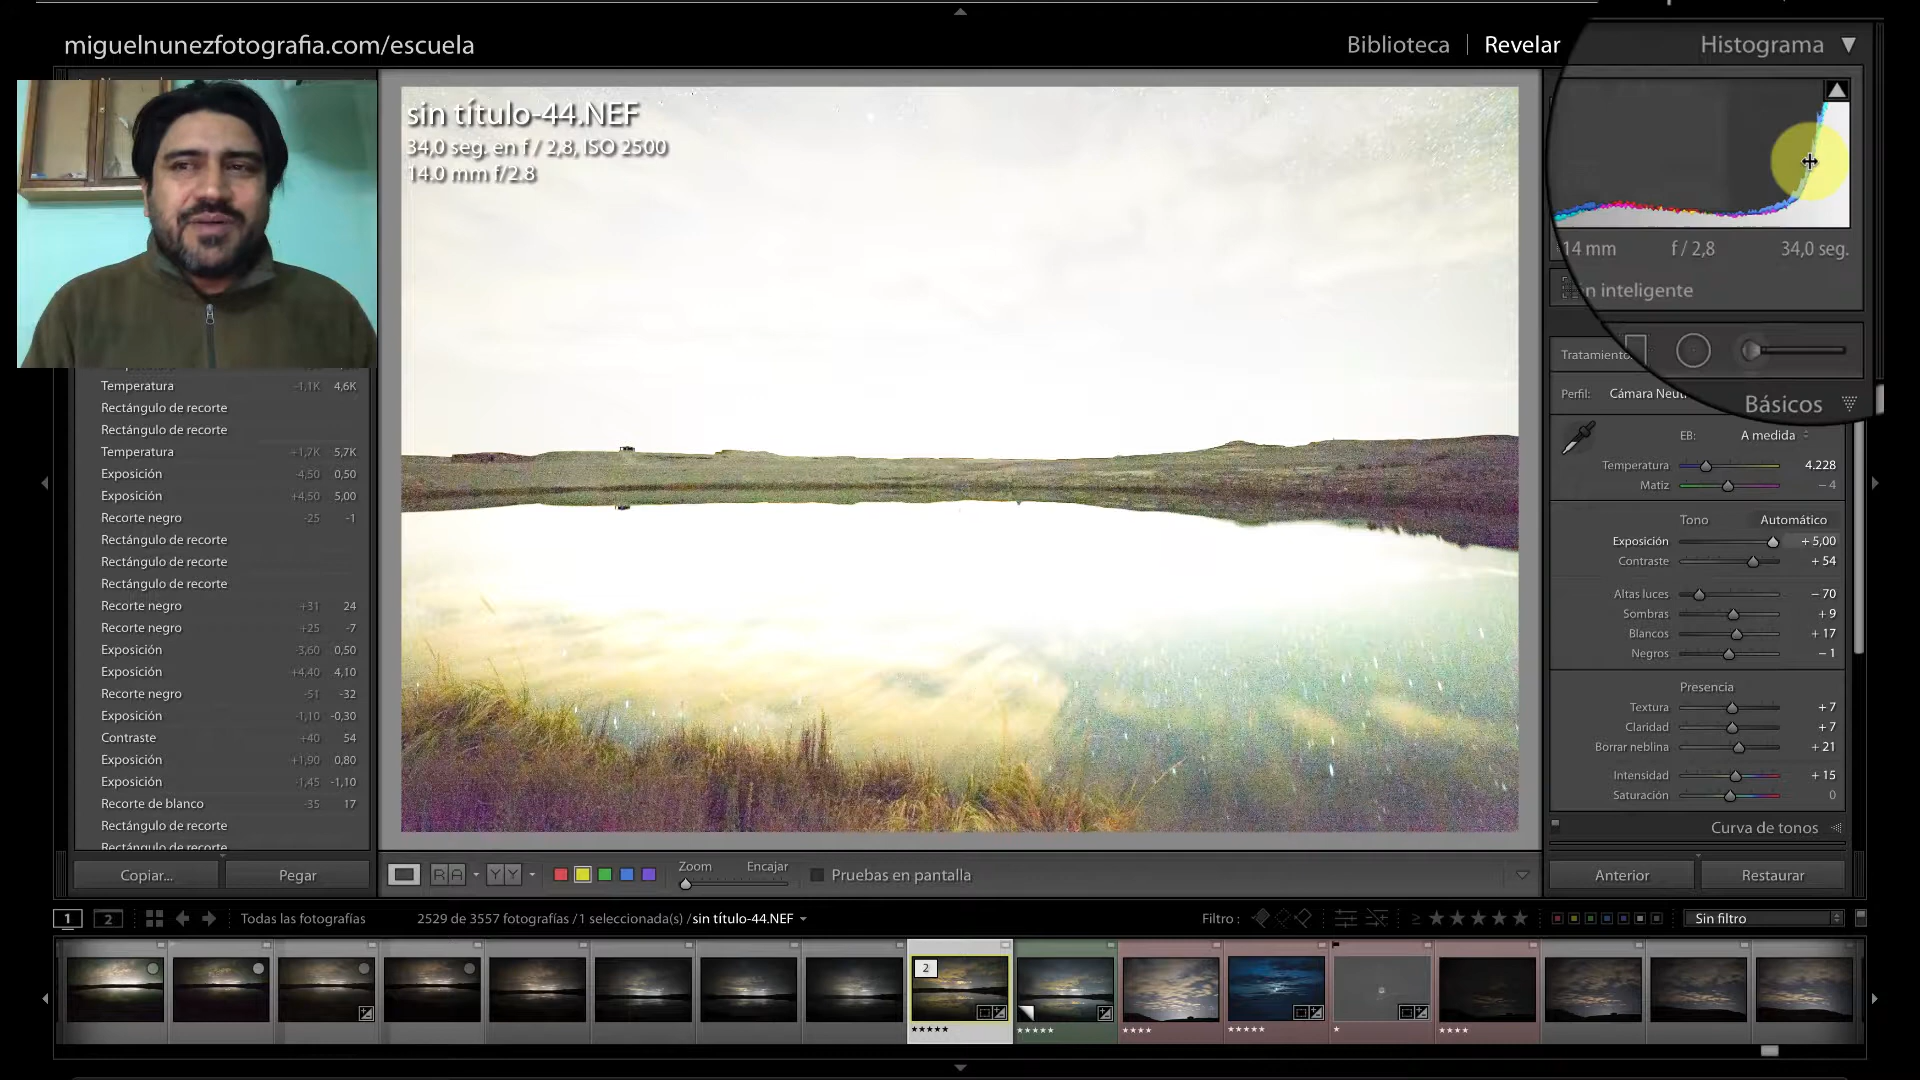 miguelnunezfotografia.com/escuela
Biblioteca | Revelar
Histograma
sin título-44.NEF
34,0 seg. en f / 2,8, ISO 2500
14.0 mm f/2.8
14 mm f / 2,8 34,0 seg.
n inteligente
Tratamiento
Básicos
Perfil: Cámara Neut
EB: A medida
Temperatura 4.228
Matiz − 4
Tono Automático
Exposición + 5,00
Contraste + 54
Altas luces − 70
Sombras + 9
Blancos + 17
Negros − 1
Presencia
Textura + 7
Claridad + 7
Borrar neblina + 21
Intensidad + 15
Saturación 0
Curva de tonos
Anterior Restaurar
Temperatura -1,1K 4,6K
Rectángulo de recorte
Rectángulo de recorte
Temperatura +1,7K 5,7K
Exposición -4,50 0,50
Exposición +4,50 5,00
Recorte negro -25 -1
Rectángulo de recorte
Rectángulo de recorte
Rectángulo de recorte
Recorte negro +31 24
Recorte negro +25 -7
Exposición -3,60 0,50
Exposición +4,40 4,10
Recorte negro -51 -32
Exposición -1,10 -0,30
Contraste +40 54
Exposición +1,90 0,80
Exposición -1,45 -1,10
Recorte de blanco -35 17
Rectángulo de recorte
Rectángulo de recorte
Copiar... Pegar
R A Y Y Zoom Encajar Pruebas en pantalla
1 2 Todas las fotografías 2529 de 3557 fotografías /1 seleccionada(s) /sin título-44.NEF Filtro : Sin filtro
2